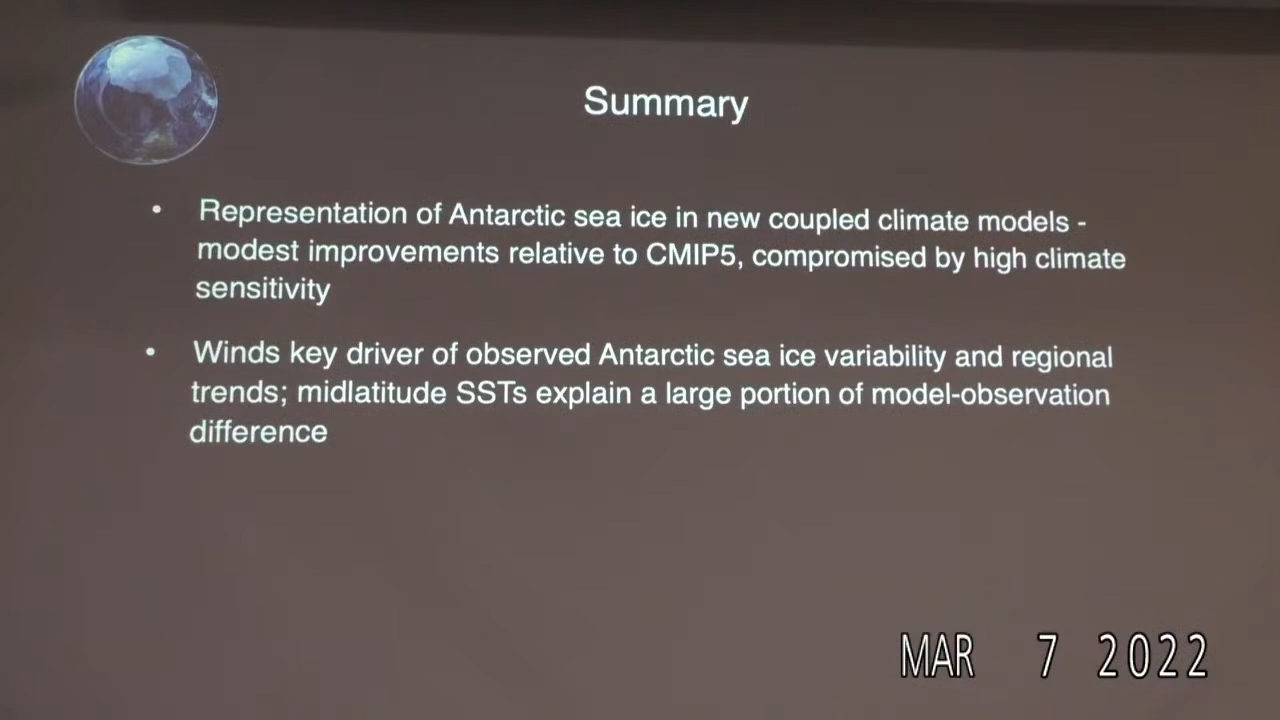 Summary
• Representation of Antarctic sea ice in new coupled climate models -
modest improvements relative to CMIP5, compromised by high climate
sensitivity
• Winds key driver of observed Antarctic sea ice variability and regional
trends; midlatitude SSTs explain a large portion of model-observation
difference
MAR 7 2022